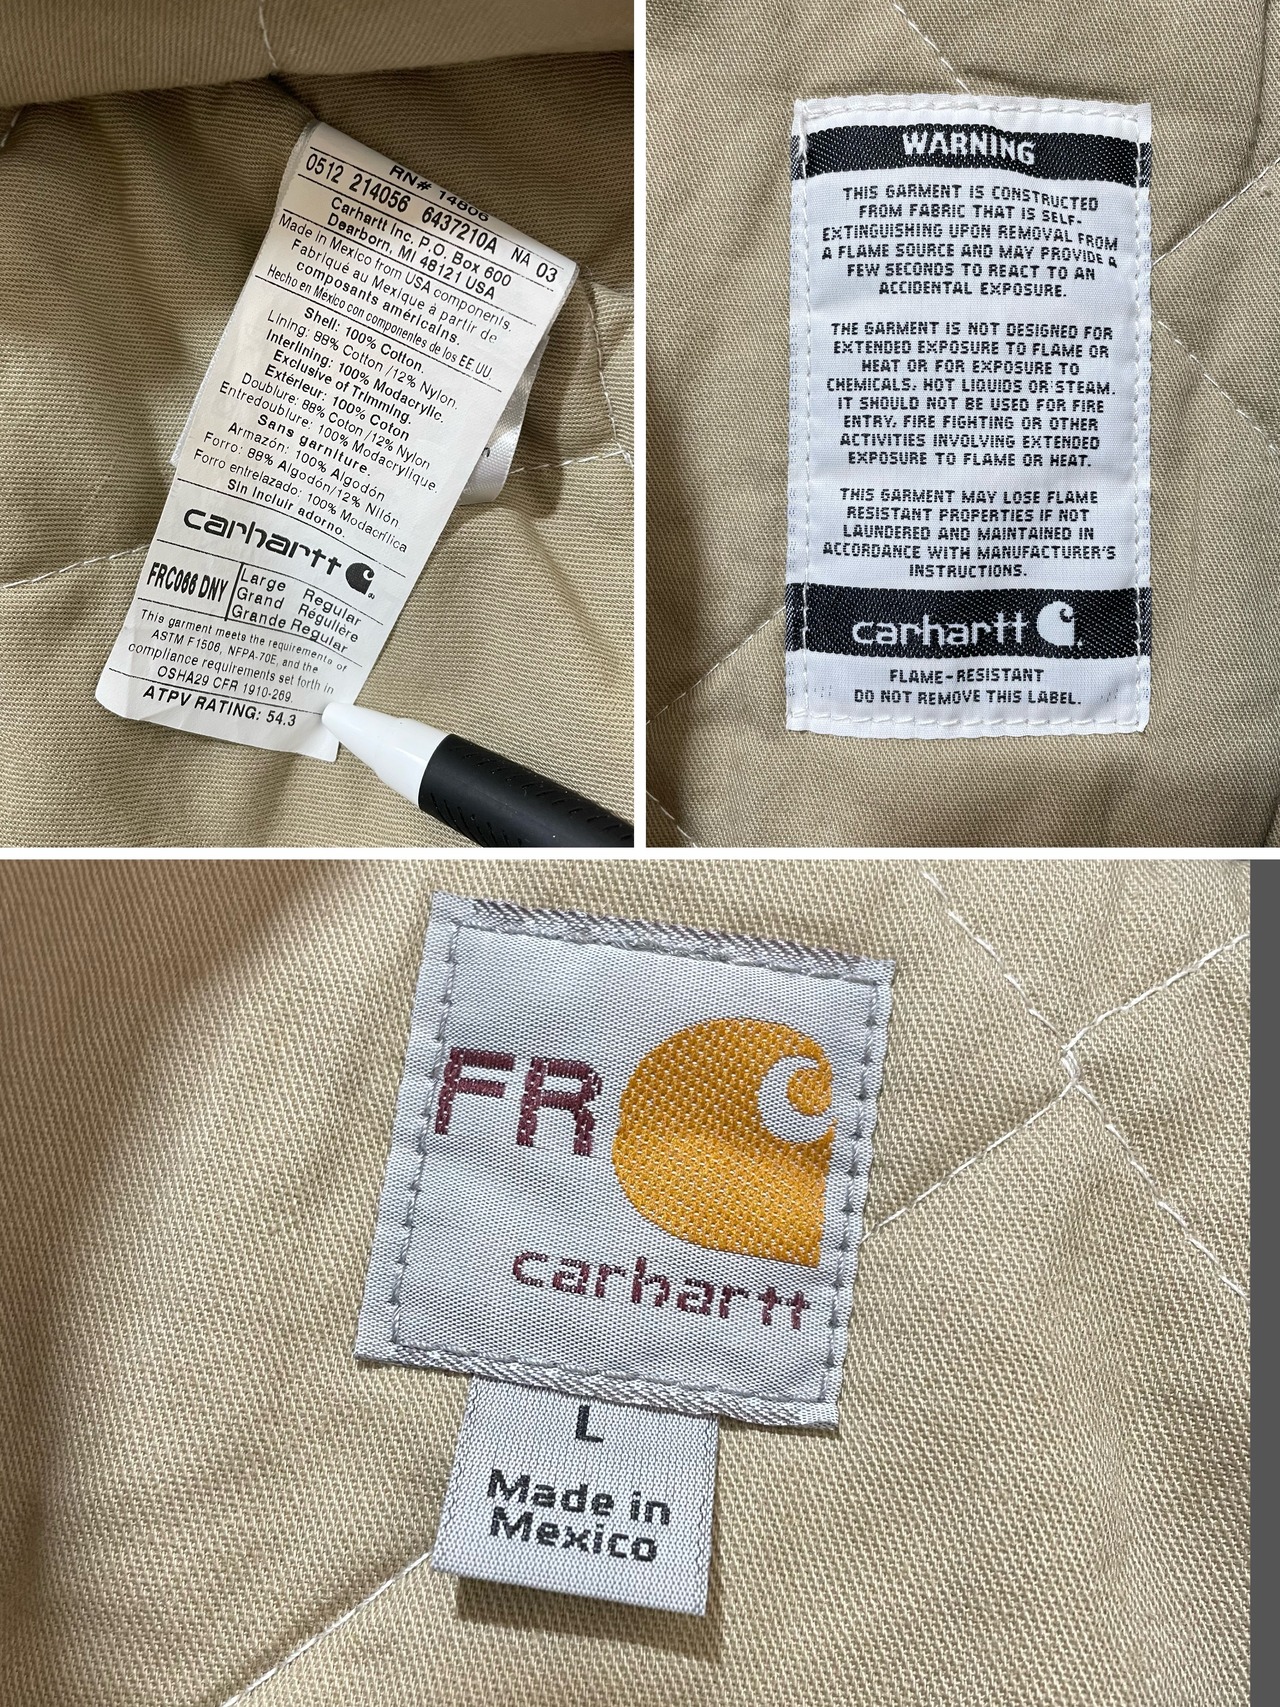 RN# 14806
0512 214056 6437210A NA 03
Carhartt Inc, P.O. Box 600
Dearborn, MI 48121 USA
Made in Mexico from USA components.
Fabriqué au Mexique à partir de
composants américains.
Hecho en México con componentes de los EE.UU.
Shell: 100% Cotton.
Lining: 88% Cotton /12% Nylon.
Interlining: 100% Modacrylic.
Exclusive of Trimming.
Extérieur: 100% Coton
Doublure: 88% Coton /12% Nylon
Entredoublure: 100% Modacrylique.
Sans garniture.
Armazón: 100% Algodón
Forro: 88% Algodón/12% Nilón
Forro entrelazado: 100% Modacrílica
Sin Incluir adorno.
carhartt
FRC066 DNY
Large Regular
Grand Régulière
Grande Regular
This garment meets the requirements of
ASTM F1506, NFPA-70E, and the
compliance requirements set forth in
OSHA29 CFR 1910-269.
ATPV RATING: 54.3
WARNING
THIS GARMENT IS CONSTRUCTED
FROM FABRIC THAT IS SELF-
EXTINGUISHING UPON REMOVAL FROM
A FLAME SOURCE AND MAY PROVIDE A
FEW SECONDS TO REACT TO AN
ACCIDENTAL EXPOSURE.
THE GARMENT IS NOT DESIGNED FOR
EXTENDED EXPOSURE TO FLAME OR
HEAT OR FOR EXPOSURE TO
CHEMICALS, HOT LIQUIDS OR STEAM.
IT SHOULD NOT BE USED FOR FIRE
ENTRY, FIRE FIGHTING OR OTHER
ACTIVITIES INVOLVING EXTENDED
EXPOSURE TO FLAME OR HEAT.
THIS GARMENT MAY LOSE FLAME
RESISTANT PROPERTIES IF NOT
LAUNDERED AND MAINTAINED IN
ACCORDANCE WITH MANUFACTURER'S
INSTRUCTIONS.
carhartt
FLAME-RESISTANT
DO NOT REMOVE THIS LABEL.
FR
carhartt
L
Made in
Mexico